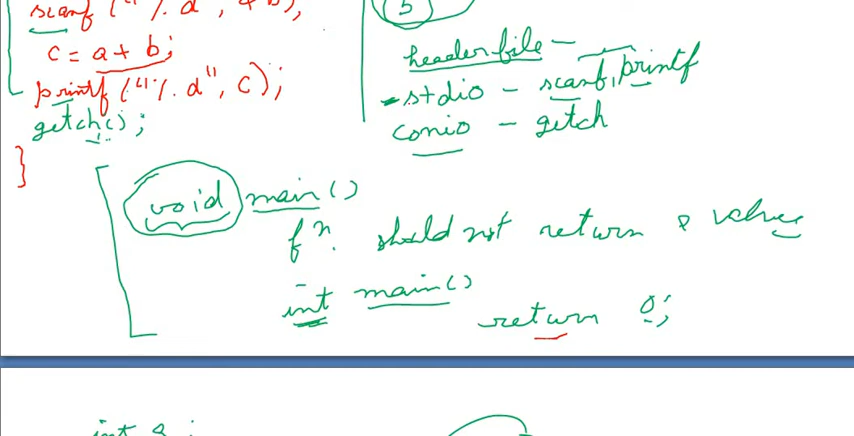 scanf ("%d", &b);
c = a + b;
printf ("%d", c);
getch();
}
5
header file -
- stdio - scanf, printf
conio - getch
void main()
fn. should not return a value
int main()
return 0;